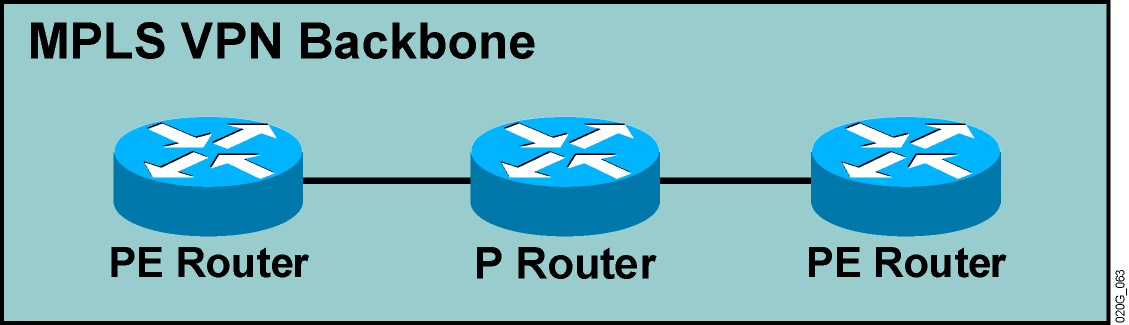 MPLS VPN Backbone
PE Router
P Router
PE Router
020G_063